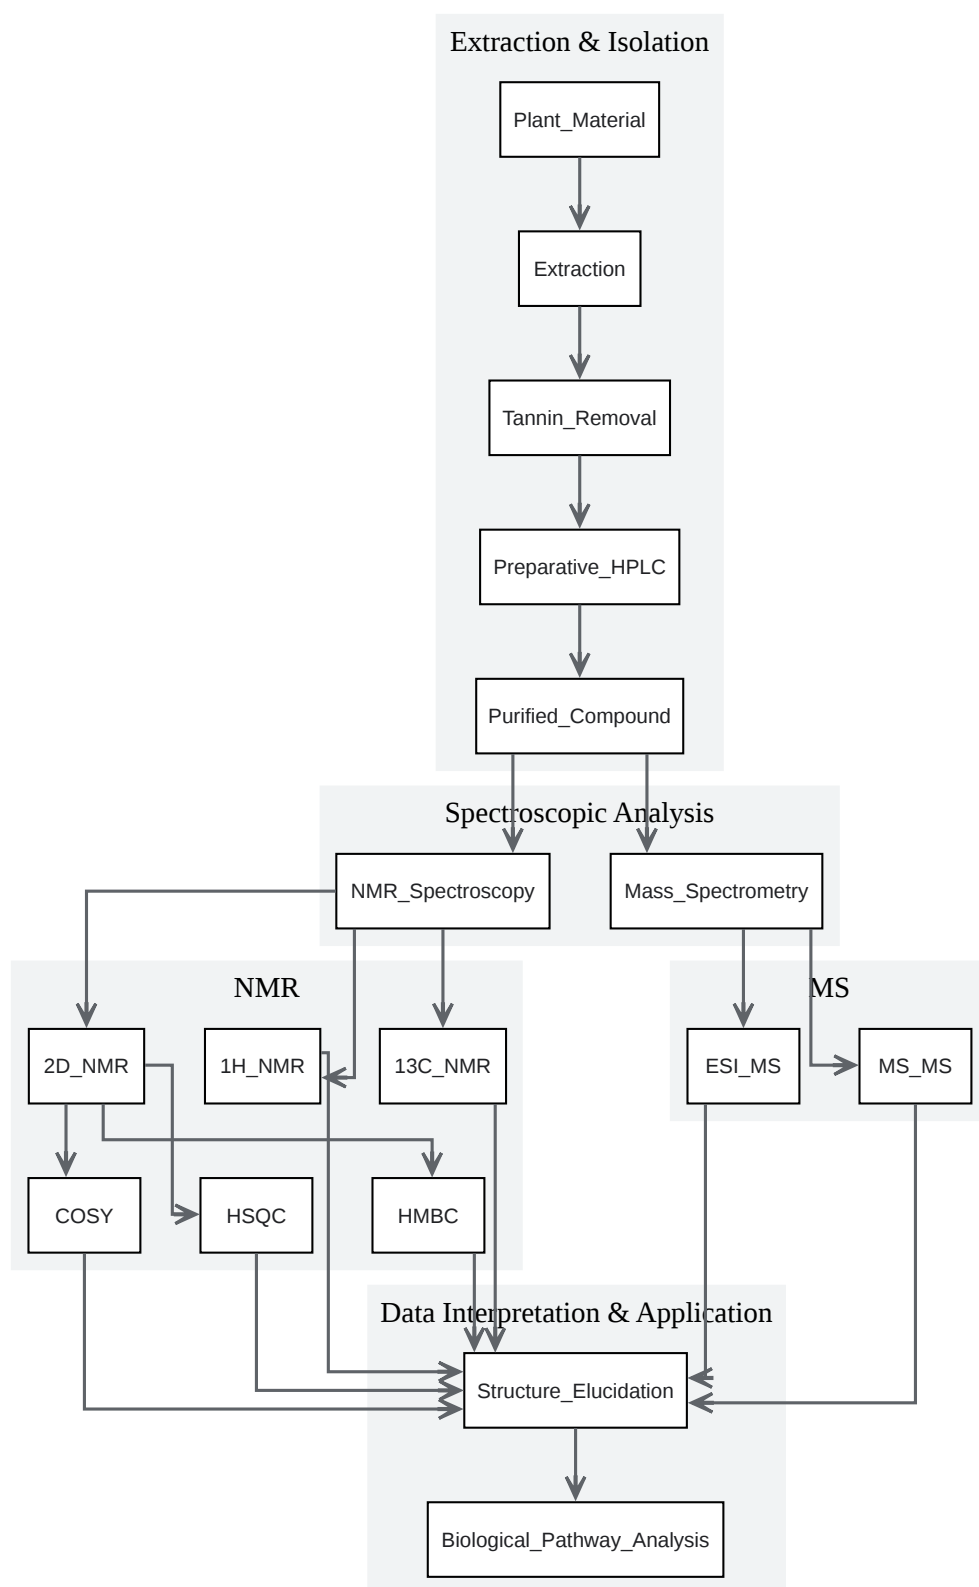 Extraction & Isolation
Plant_Material
Extraction
Tannin_Removal
Preparative_HPLC
Purified_Compound
Spectroscopic Analysis
NMR_Spectroscopy
Mass_Spectrometry
NMR
MS
2D_NMR
1H_NMR
13C_NMR
ESI_MS
MS_MS
COSY
HSQC
HMBC
Data Interpretation & Application
Structure_Elucidation
Biological_Pathway_Analysis